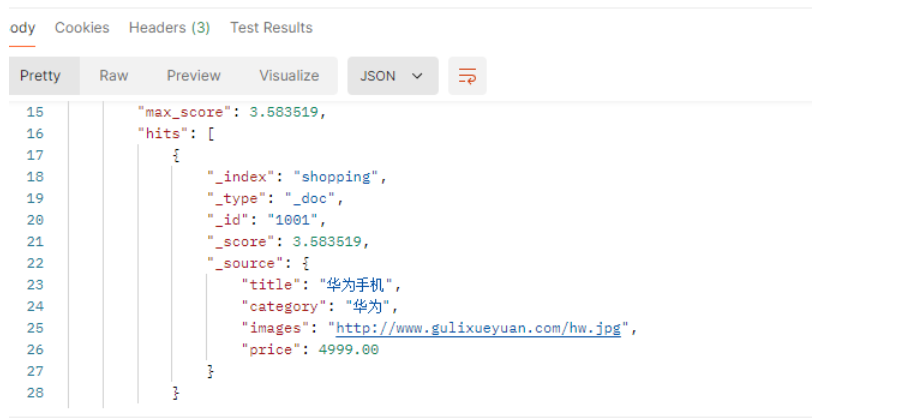 ody Cookies Headers (3) Test Results
Pretty Raw Preview Visualize JSON
15 "max_score": 3.583519,
16 "hits": [
17 {
18 "_index": "shopping",
19 "_type": "_doc",
20 "_id": "1001",
21 "_score": 3.583519,
22 "_source": {
23 "title": "华为手机",
24 "category": "华为",
25 "images": "http://www.gulixueyuan.com/hw.jpg",
26 "price": 4999.00
27 }
28 }